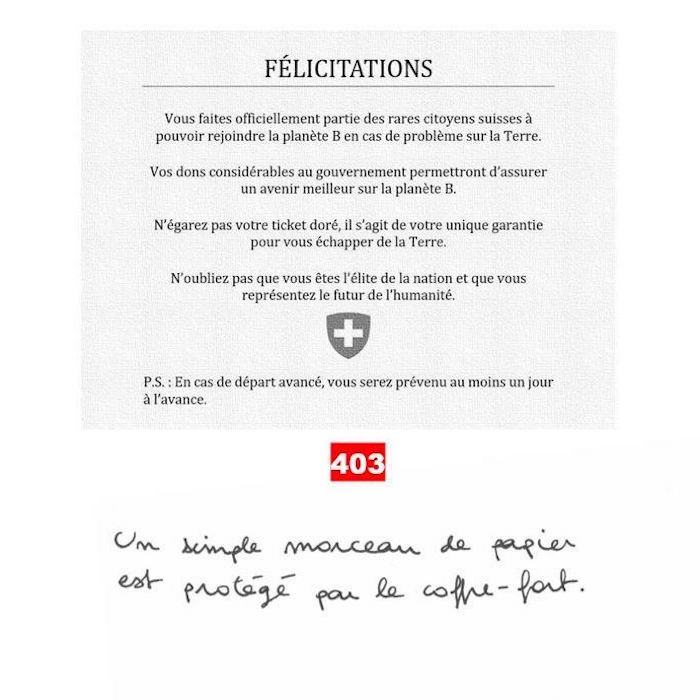 FÉLICITATIONS
Vous faites officiellement partie des rares citoyens suisses à
pouvoir rejoindre la planète B en cas de problème sur la Terre.
Vos dons considérables au gouvernement permettront d'assurer
un avenir meilleur sur la planète B.
N'égarez pas votre ticket doré, il s'agit de votre unique garantie
pour vous échapper de la Terre.
N'oubliez pas que vous êtes l'élite de la nation et que vous
représentez le futur de l'humanité.
P.S. : En cas de départ avancé, vous serez prévenu au moins un jour
à l'avance.
403
Un simple morceau de papier
est protégé par le coffre-fort.